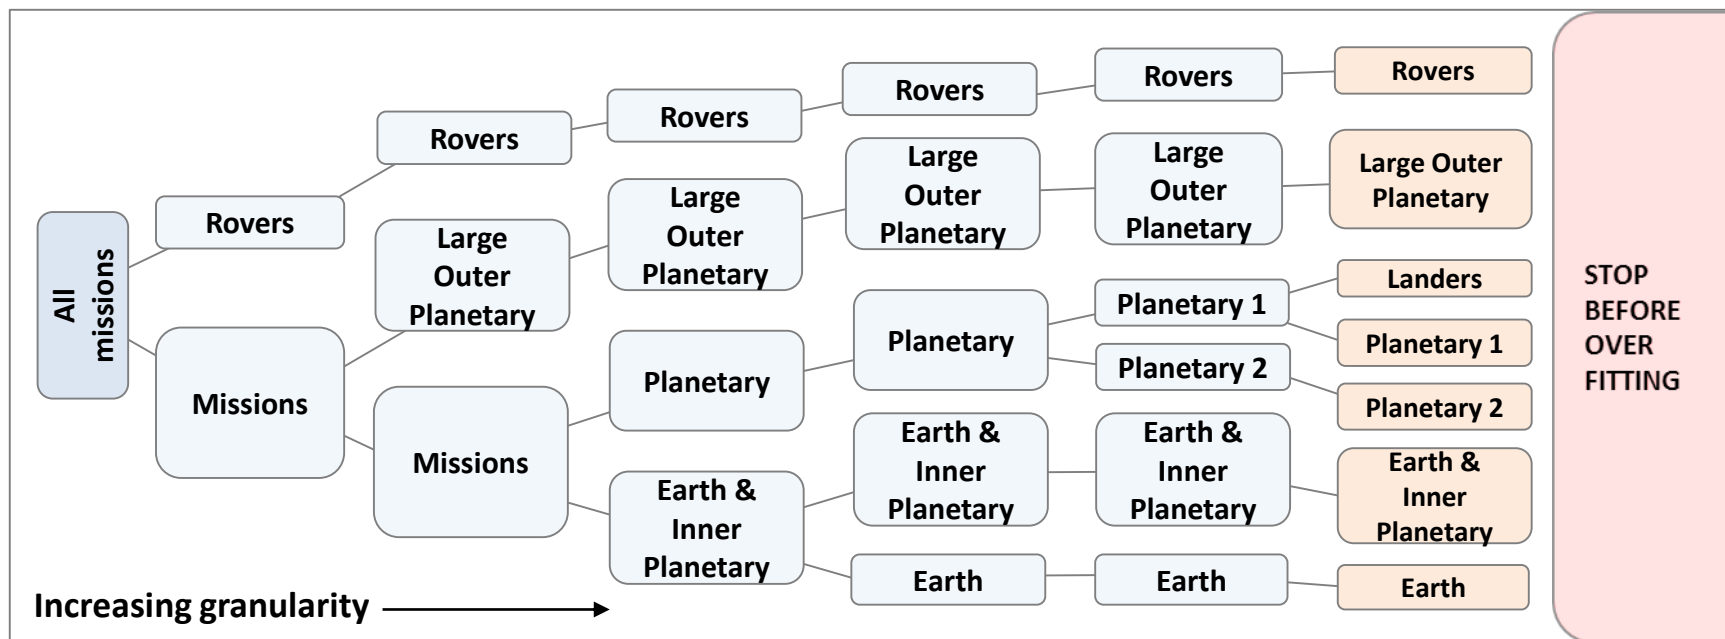 All
missions
Rovers
Missions
Rovers
Large
Outer
Planetary
Missions
Rovers
Large
Outer
Planetary
Planetary
Earth &
Inner
Planetary
Rovers
Large
Outer
Planetary
Planetary
Earth &
Inner
Planetary
Earth
Rovers
Large
Outer
Planetary
Planetary 1
Planetary 2
Earth &
Inner
Planetary
Earth
Rovers
Large Outer
Planetary
Landers
Planetary 1
Planetary 2
Earth &
Inner
Planetary
Earth
STOP
BEFORE
OVER
FITTING
Increasing granularity